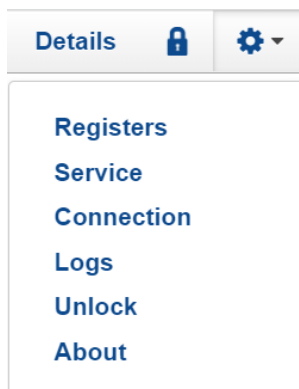 Details
Registers
Service
Connection
Logs
Unlock
About